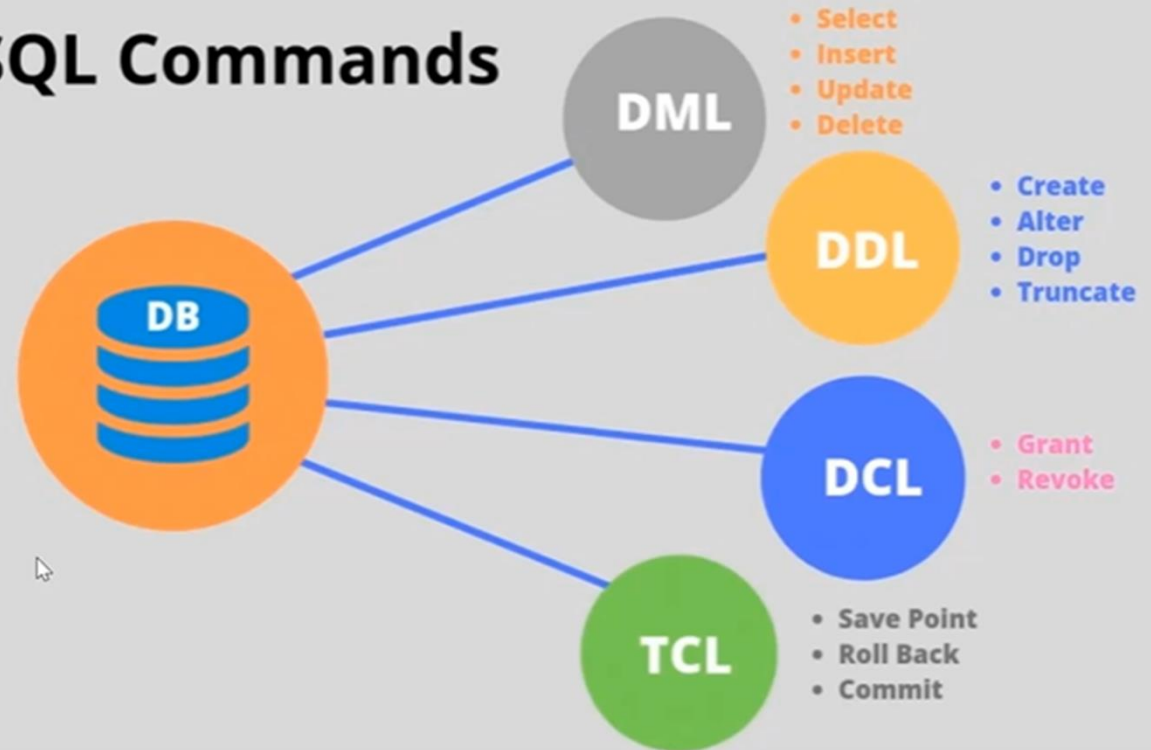 SQL Commands
DML
Select
Insert
Update
Delete
DDL
Create
Alter
Drop
Truncate
DB
DCL
Grant
Revoke
TCL
Save Point
Roll Back
Commit